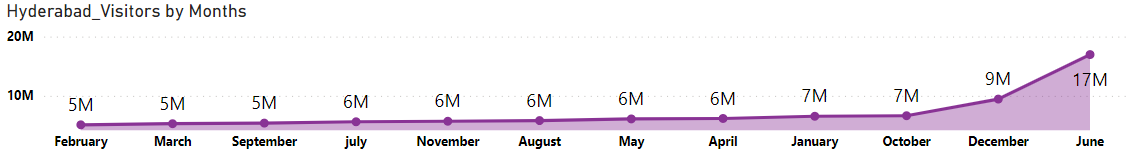 Hyderabad_Visitors by Months
20M
10M
5M 5M 5M 6M 6M 6M 6M 6M 7M 7M 9M 17M
February March September july November August May April January October December June